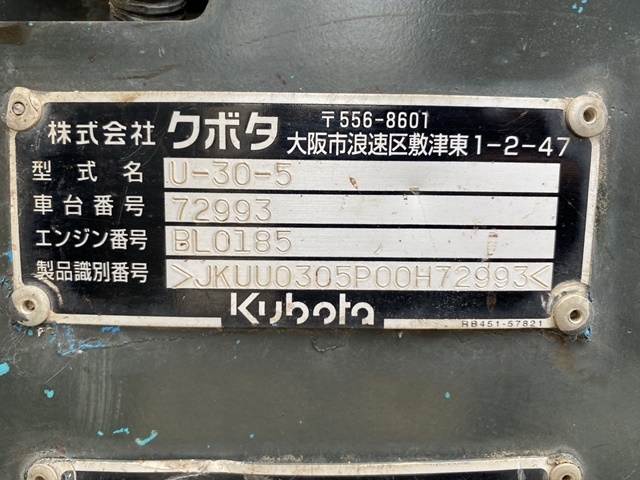 株式会社 クボタ 〒556-8601
大阪市浪速区敷津東1-2-47
型式名 U-30-5
車台番号 72993
エンジン番号 BL0185
製品識別番号 >JKUU0305P00H72993<
Kubota
RB451-57821